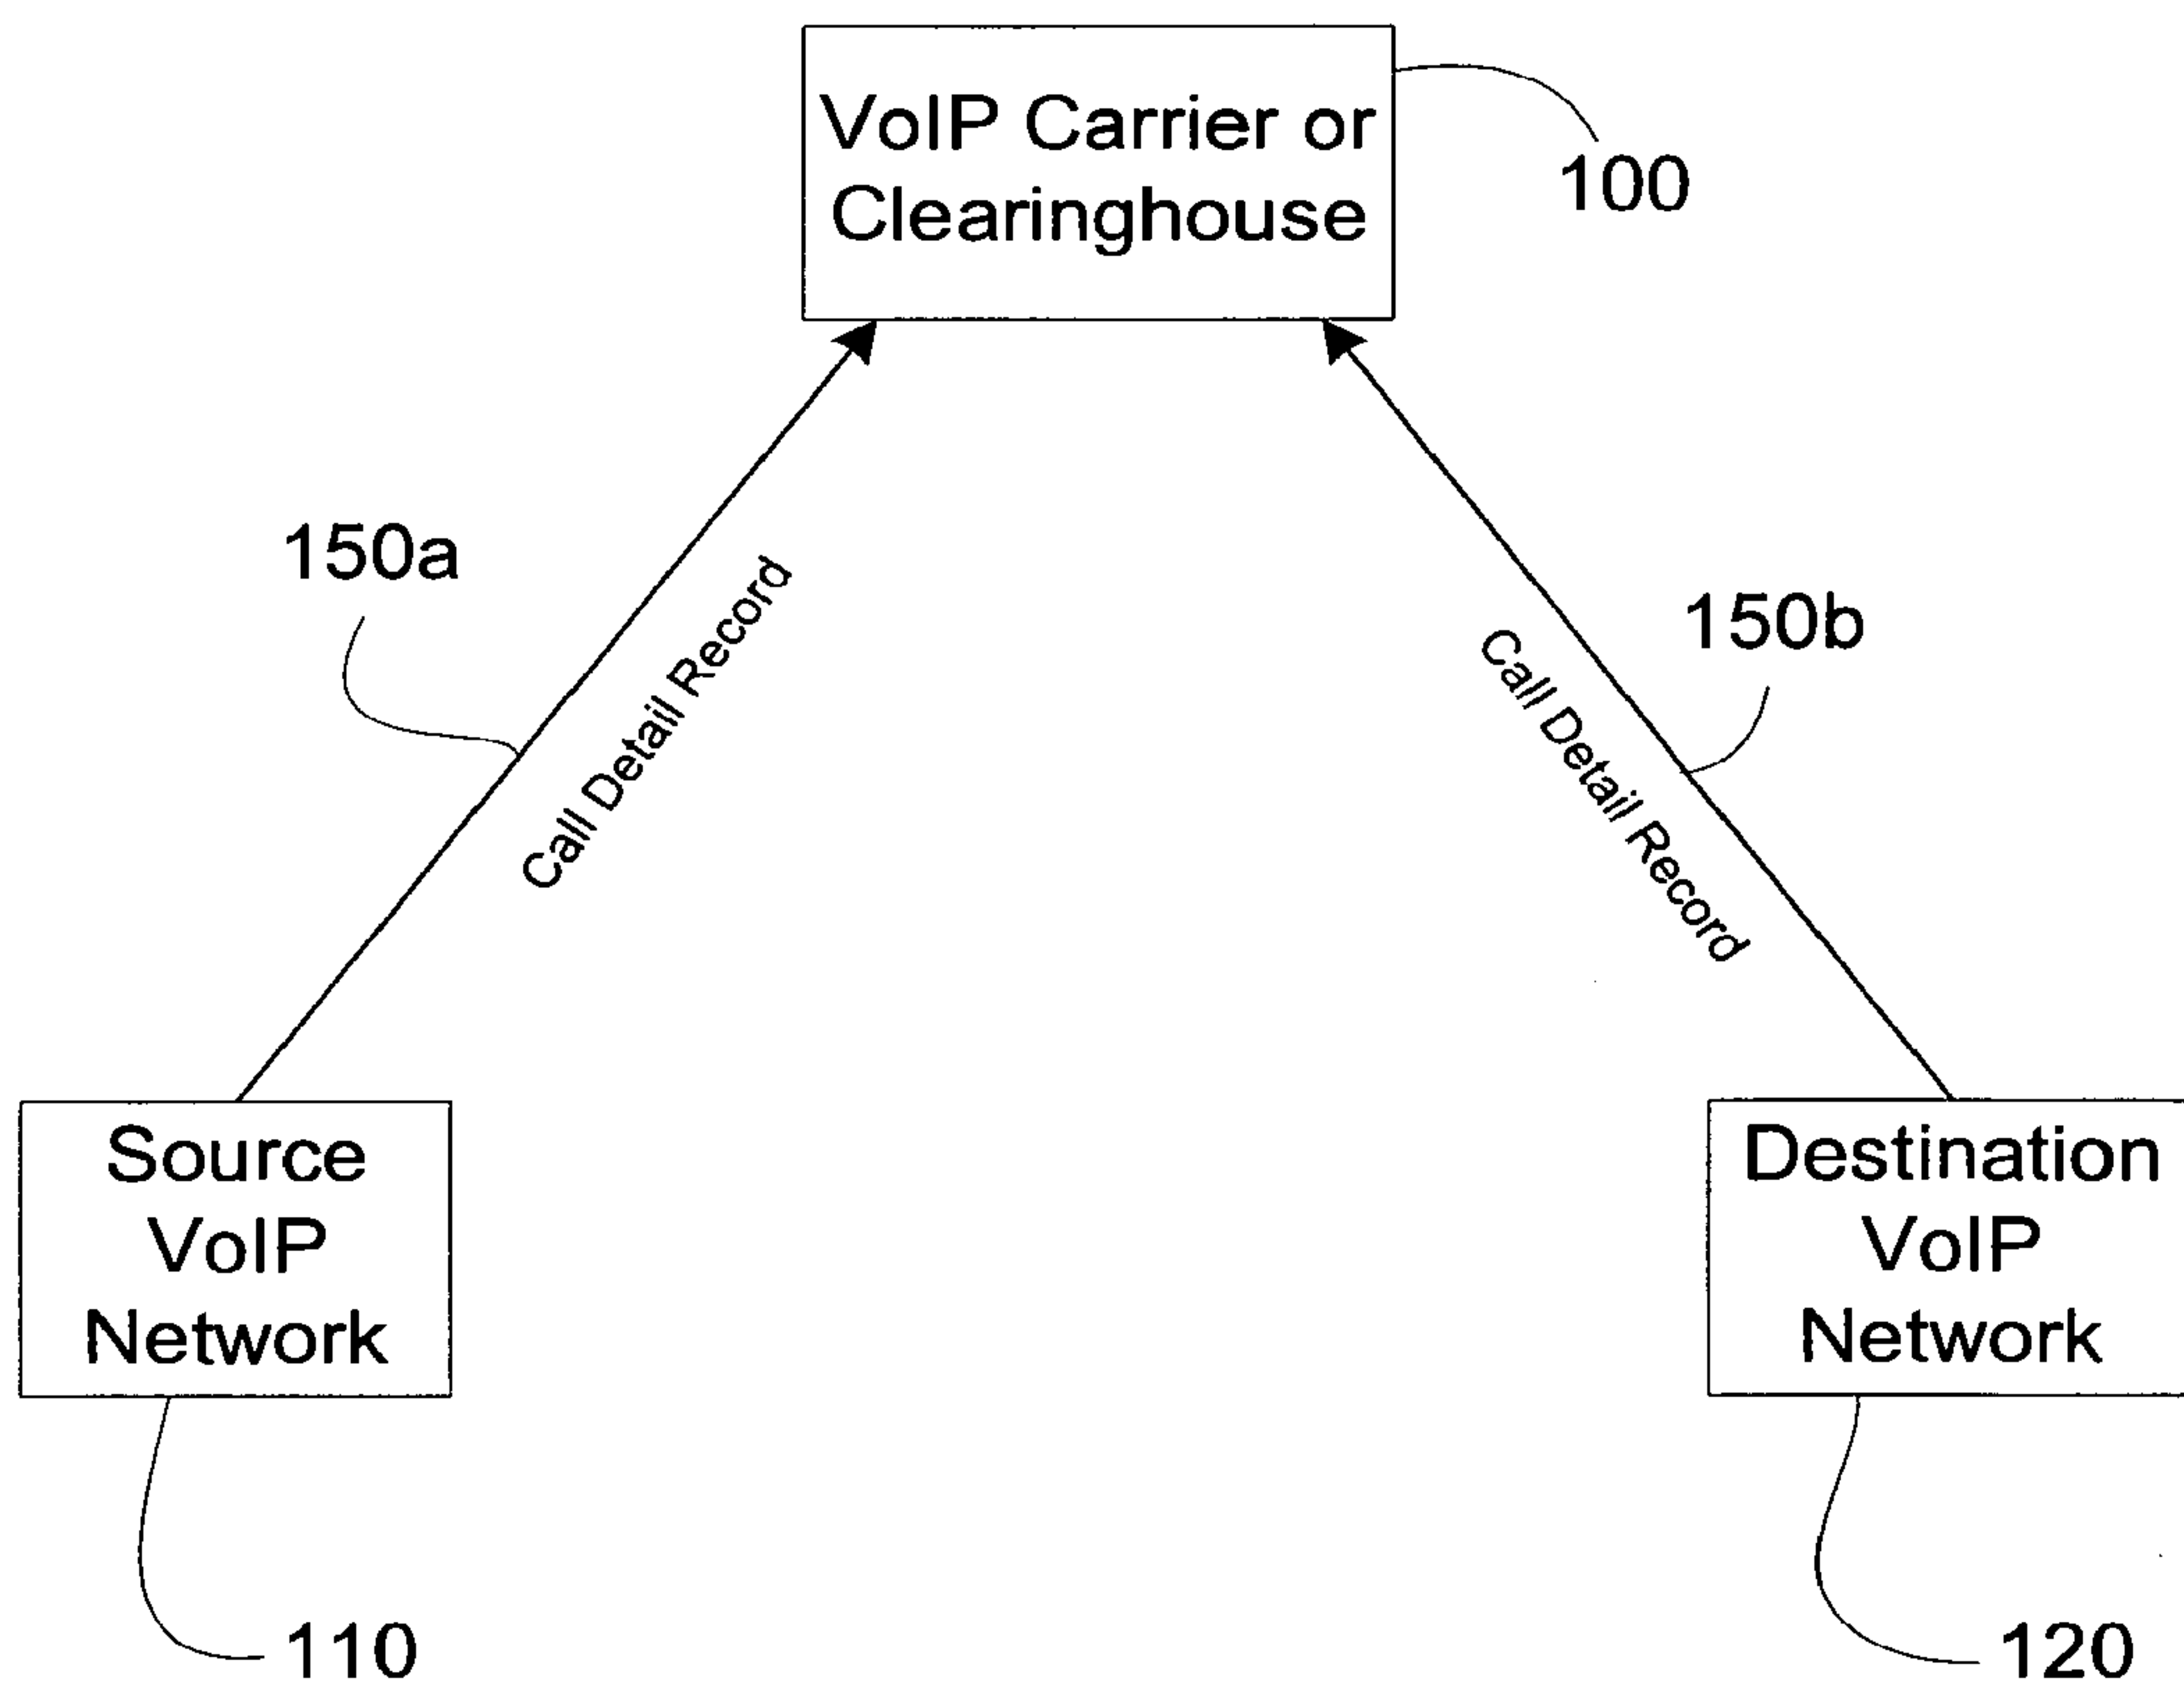 VoIP Carrier or
Clearinghouse
100
150a
Call Detail Record
150b
Call Detail Record
Source
VoIP
Network
Destination
VoIP
Network
110
120